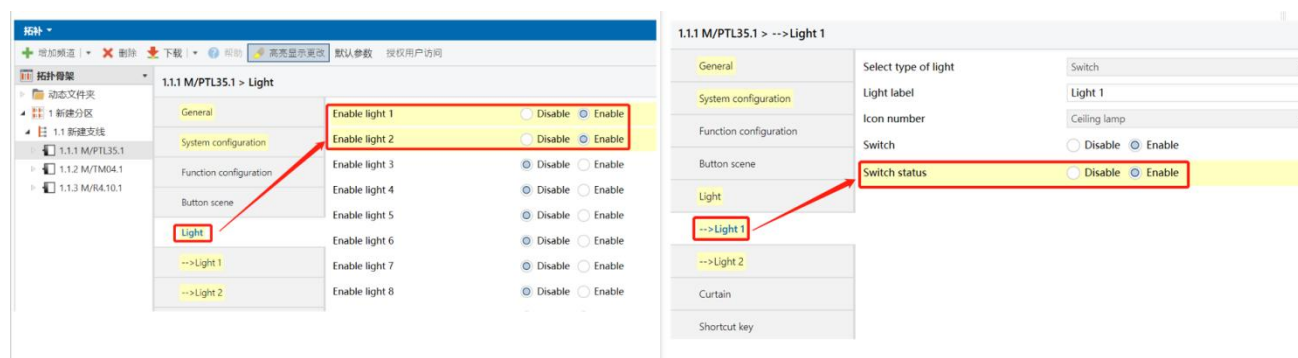 拓扑
增加频道 删除 下载 帮助 高亮显示更改 默认参数 授权用户访问
拓扑骨架
动态文件夹
1 新建分区
1.1 新建支线
1.1.1 M/PTL35.1
1.1.2 M/TM04.1
1.1.3 M/R4.10.1
1.1.1 M/PTL35.1 > Light
General
System configuration
Function configuration
Button scene
Light
-->Light 1
-->Light 2
Enable light 1 Disable Enable
Enable light 2 Disable Enable
Enable light 3 Disable Enable
Enable light 4 Disable Enable
Enable light 5 Disable Enable
Enable light 6 Disable Enable
Enable light 7 Disable Enable
Enable light 8 Disable Enable
1.1.1 M/PTL35.1 > -->Light 1
General
System configuration
Function configuration
Button scene
Light
-->Light 1
-->Light 2
Curtain
Shortcut key
Select type of light Switch
Light label Light 1
Icon number Ceiling lamp
Switch Disable Enable
Switch status Disable Enable